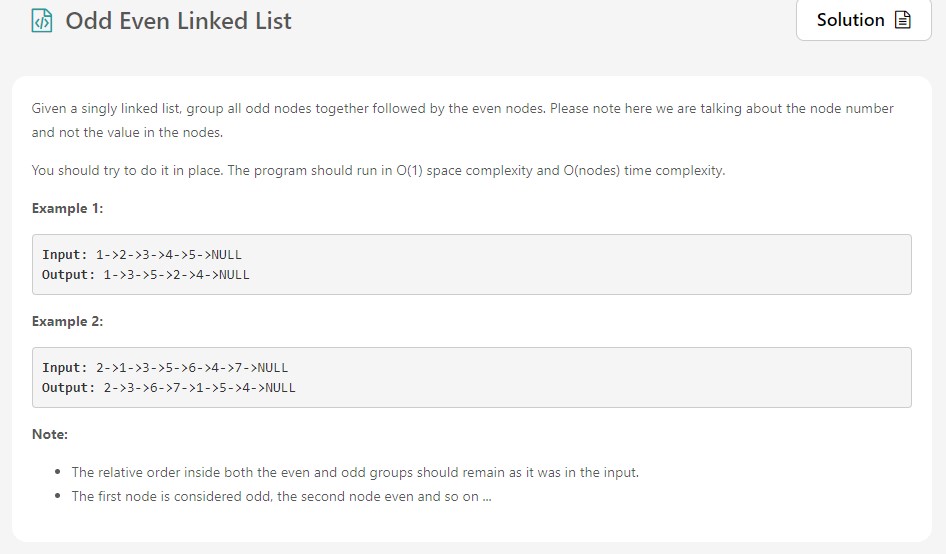 Odd Even Linked List
Solution
Given a singly linked list, group all odd nodes together followed by the even nodes. Please note here we are talking about the node number
and not the value in the nodes.
You should try to do it in place. The program should run in O(1) space complexity and O(nodes) time complexity.
Example 1:
Input: 1->2->3->4->5->NULL
Output: 1->3->5->2->4->NULL
Example 2:
Input: 2->1->3->5->6->4->7->NULL
Output: 2->3->6->7->1->5->4->NULL
Note:
• The relative order inside both the even and odd groups should remain as it was in the input.
• The first node is considered odd, the second node even and so on ...